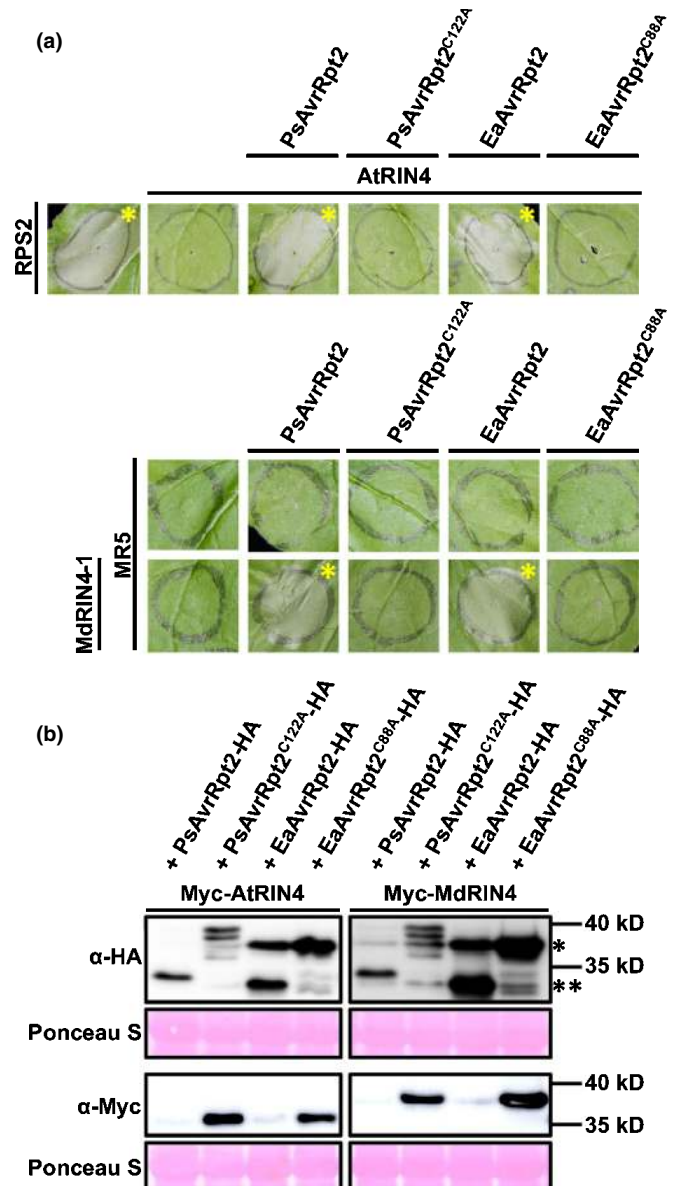 (a)
PsAvrRpt2
PsAvrRpt2C122A
EaAvrRpt2
EaAvrRpt2C88A
AtRIN4
RPS2
*
*
*
PsAvrRpt2
PsAvrRpt2C122A
EaAvrRpt2
EaAvrRpt2C88A
MR5
MdRIN4-1
*
*
(b)
+ PsAvrRpt2-HA
+ PsAvrRpt2C122A-HA
+ EaAvrRpt2-HA
+ EaAvrRpt2C88A-HA
+ PsAvrRpt2-HA
+ PsAvrRpt2C122A-HA
+ EaAvrRpt2-HA
+ EaAvrRpt2C88A-HA
Myc-AtRIN4
Myc-MdRIN4
α-HA
40 kD
*
35 kD
**
Ponceau S
α-Myc
40 kD
35 kD
Ponceau S